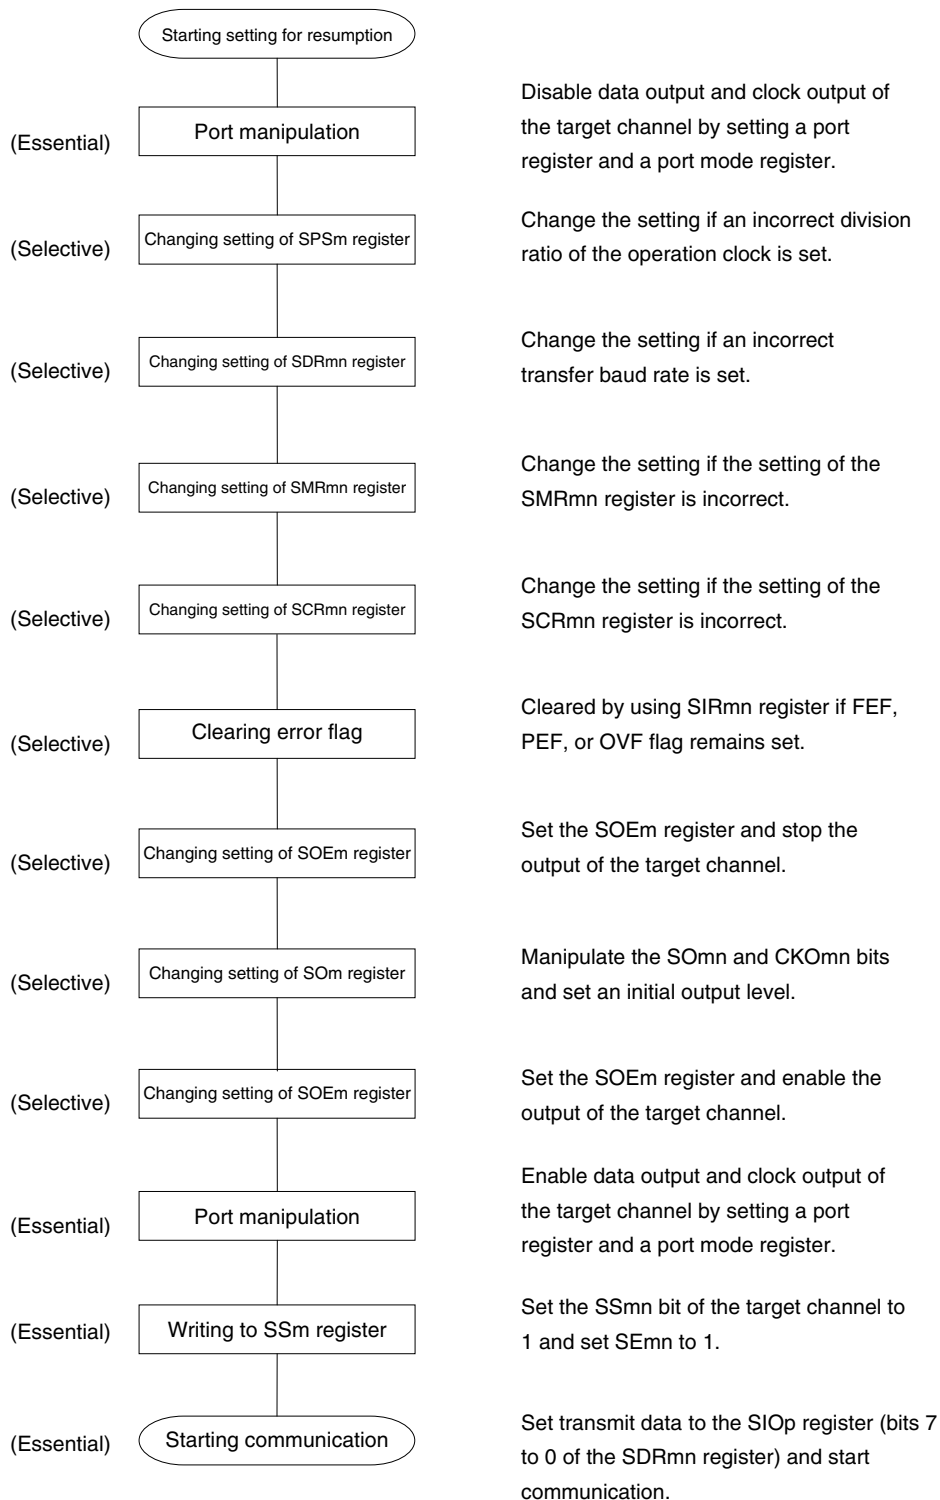 Starting setting for resumption
(Essential)
Port manipulation
Disable data output and clock output of
the target channel by setting a port
register and a port mode register.
(Selective)
Changing setting of SPSm register
Change the setting if an incorrect division
ratio of the operation clock is set.
(Selective)
Changing setting of SDRmn register
Change the setting if an incorrect
transfer baud rate is set.
(Selective)
Changing setting of SMRmn register
Change the setting if the setting of the
SMRmn register is incorrect.
(Selective)
Changing setting of SCRmn register
Change the setting if the setting of the
SCRmn register is incorrect.
(Selective)
Clearing error flag
Cleared by using SIRmn register if FEF,
PEF, or OVF flag remains set.
(Selective)
Changing setting of SOEm register
Set the SOEm register and stop the
output of the target channel.
(Selective)
Changing setting of SOm register
Manipulate the SOmn and CKOmn bits
and set an initial output level.
(Selective)
Changing setting of SOEm register
Set the SOEm register and enable the
output of the target channel.
(Essential)
Port manipulation
Enable data output and clock output of
the target channel by setting a port
register and a port mode register.
(Essential)
Writing to SSm register
Set the SSmn bit of the target channel to
1 and set SEmn to 1.
(Essential)
Starting communication
Set transmit data to the SIOp register (bits 7
to 0 of the SDRmn register) and start
communication.